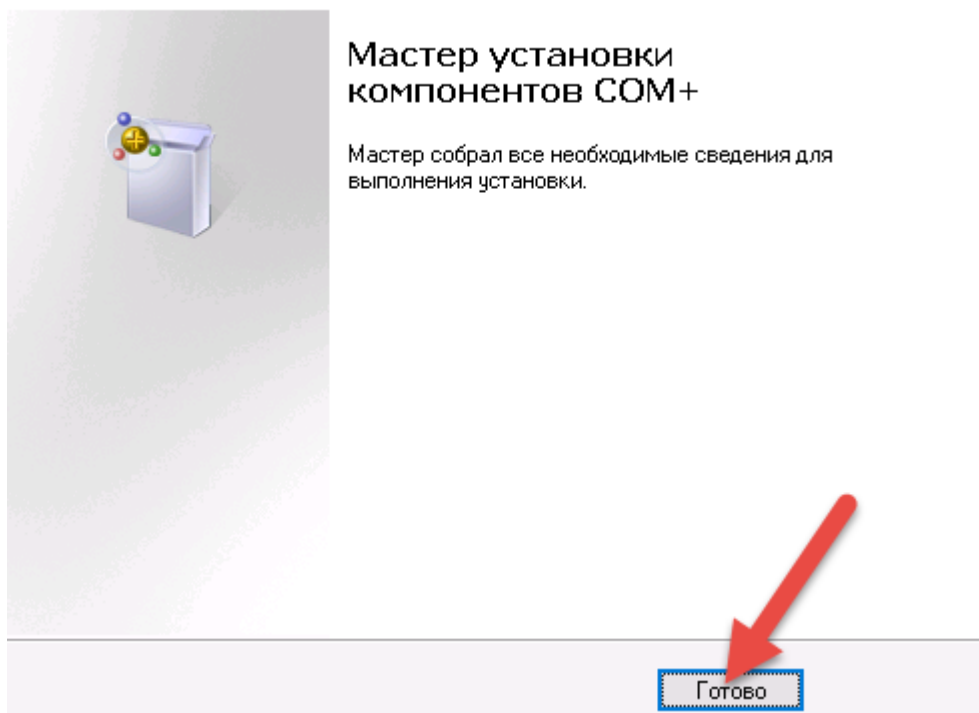 Мастер установки
компонентов COM+
Мастер собрал все необходимые сведения для
выполнения установки.
Готово